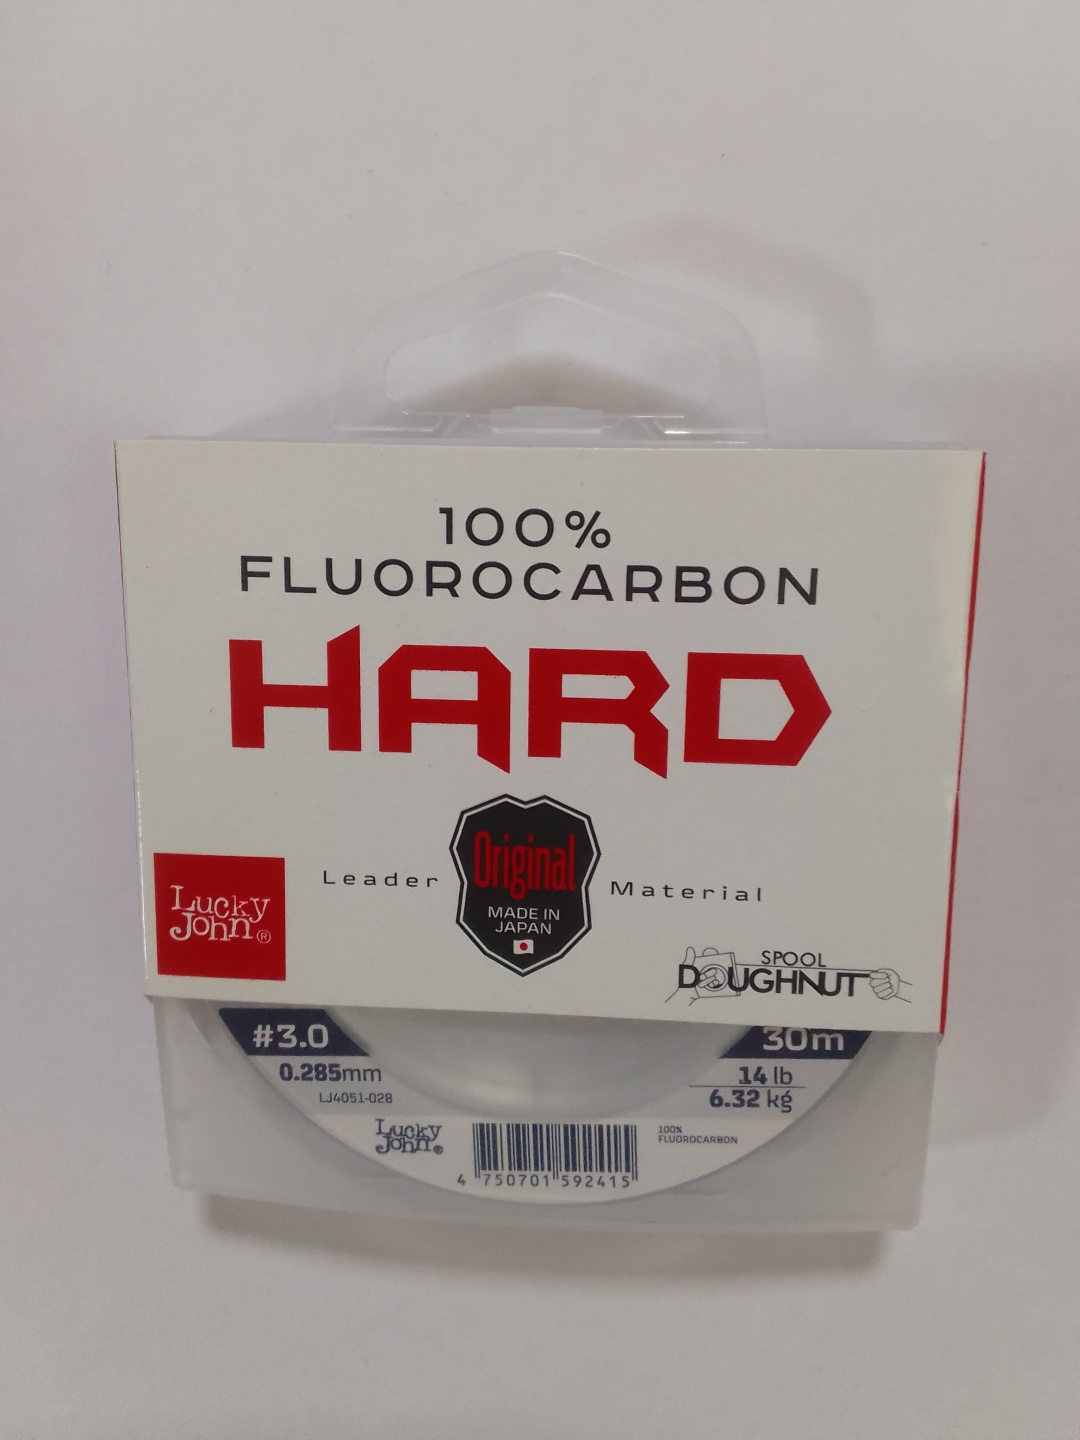 100%
FLUOROCARBON
HARD
Leader
Original
MADE IN
JAPAN
Material
Lucky
John®
SPOOL
DOUGHNUT
#3.0
0.285mm
LJ4051-028
30m
14 lb
6.32 kg
Lucky
John®
4 750701 592415
100%
FLUOROCARBON